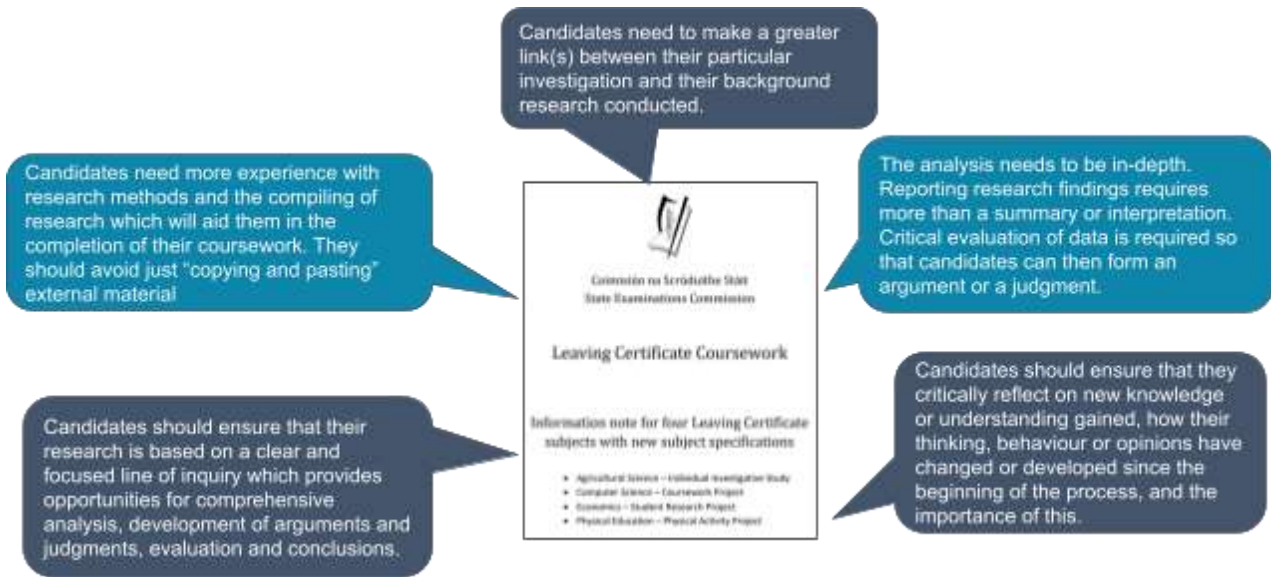 Candidates need to make a greater
link(s) between their particular
investigation and their background
research conducted.
Candidates need more experience with
research methods and the compiling of
research which will aid them in the
completion of their coursework. They
should avoid just “copying and pasting”
external material
The analysis needs to be in-depth.
Reporting research findings requires
more than a summary or interpretation.
Critical evaluation of data is required so
that candidates can then form an
argument or a judgment.
Coimisiún na Scrúduithe Stáit
State Examinations Commission
Leaving Certificate Coursework
Information note for four Leaving Certificate
subjects with new subject specifications
• Agricultural Science – Individual Investigative Study
• Computer Science – Coursework Project
• Economics – Student Research Project
• Physical Education – Physical Activity Project
Candidates should ensure that their
research is based on a clear and
focused line of inquiry which provides
opportunities for comprehensive
analysis, development of arguments and
judgments, evaluation and conclusions.
Candidates should ensure that they
critically reflect on new knowledge
or understanding gained, how their
thinking, behaviour or opinions have
changed or developed since the
beginning of the process, and the
importance of this.